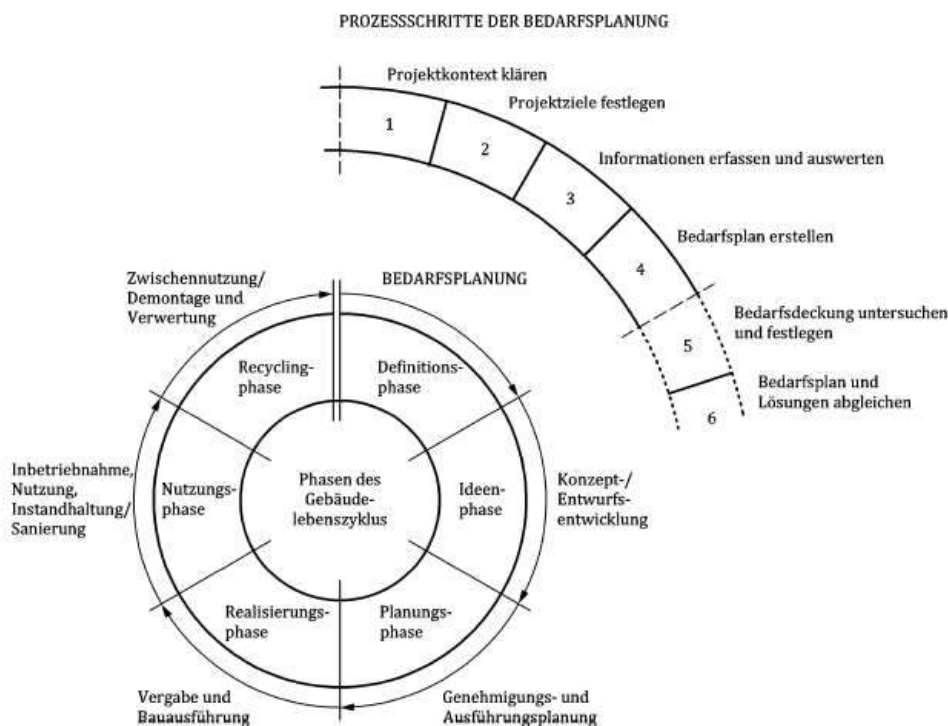 PROZESSSCHRITTE DER BEDARFSPLANUNG
Projektkontext klären
Projektziele festlegen
1
2
Informationen erfassen und auswerten
3
Bedarfsplan erstellen
4
Bedarfsdeckung untersuchen
und festlegen
5
Bedarfsplan und
Lösungen abgleichen
6
Zwischennutzung/
Demontage und
Verwertung
BEDARFSPLANUNG
Recycling-
phase
Definitions-
phase
Inbetriebnahme,
Nutzung,
Instandhaltung/
Sanierung
Nutzungs-
phase
Phasen des
Gebäude-
lebenszyklus
Ideen-
phase
Konzept-/
Entwurfs-
entwicklung
Realisierungs-
phase
Planungs-
phase
Vergabe und
Bauausführung
Genehmigungs- und
Ausführungsplanung